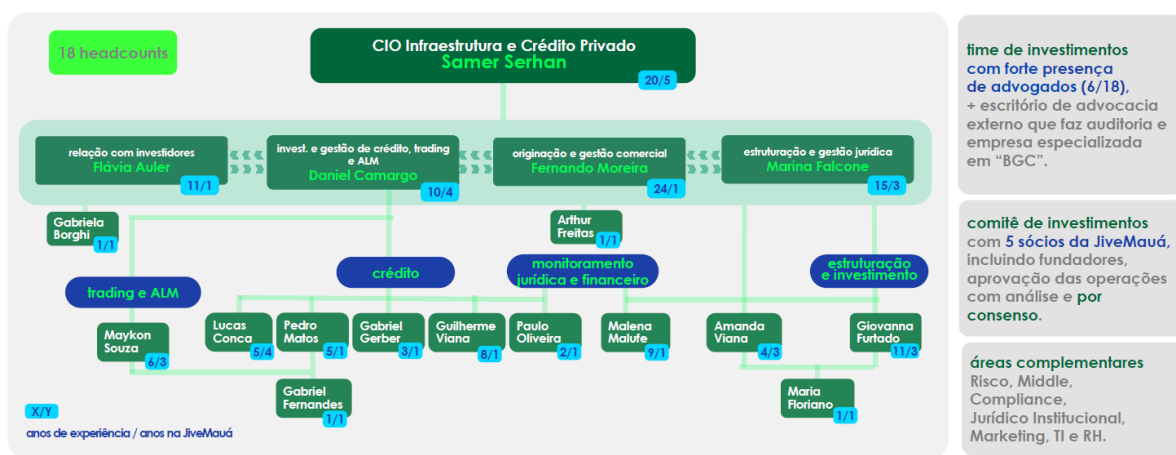 18 headcounts
CIO Infraestrutura e Crédito Privado
Samer Serhan
20/5
relação com investidores
Flávia Auler
11/1
invest. e gestão de crédito, trading
e ALM
Daniel Camargo
10/4
originação e gestão comercial
Fernando Moreira
24/1
estruturação e gestão jurídica
Marina Falcone
15/3
Gabriela
Borghi
1/1
Arthur
Freitas
1/1
trading e ALM
crédito
monitoramento
jurídica e financeiro
estruturação
e investimento
Maykon
Souza
6/3
Lucas
Conca
5/4
Pedro
Matos
5/1
Gabriel
Gerber
3/1
Guilherme
Viana
8/1
Paulo
Oliveira
2/1
Malena
Malufe
9/1
Amanda
Viana
4/3
Giovanna
Furtado
11/3
Gabriel
Fernandes
1/1
Maria
Floriano
1/1
X/Y
anos de experiência / anos na JiveMauá
time de investimentos
com forte presença
de advogados (6/18),
+ escritório de advocacia
externo que faz auditoria e
empresa especializada
em “BGC”.
comitê de investimentos
com 5 sócios da JiveMauá,
incluindo fundadores,
aprovação das operações
com análise e por
consenso.
áreas complementares
Risco, Middle,
Compliance,
Jurídico Institucional,
Marketing, TI e RH.